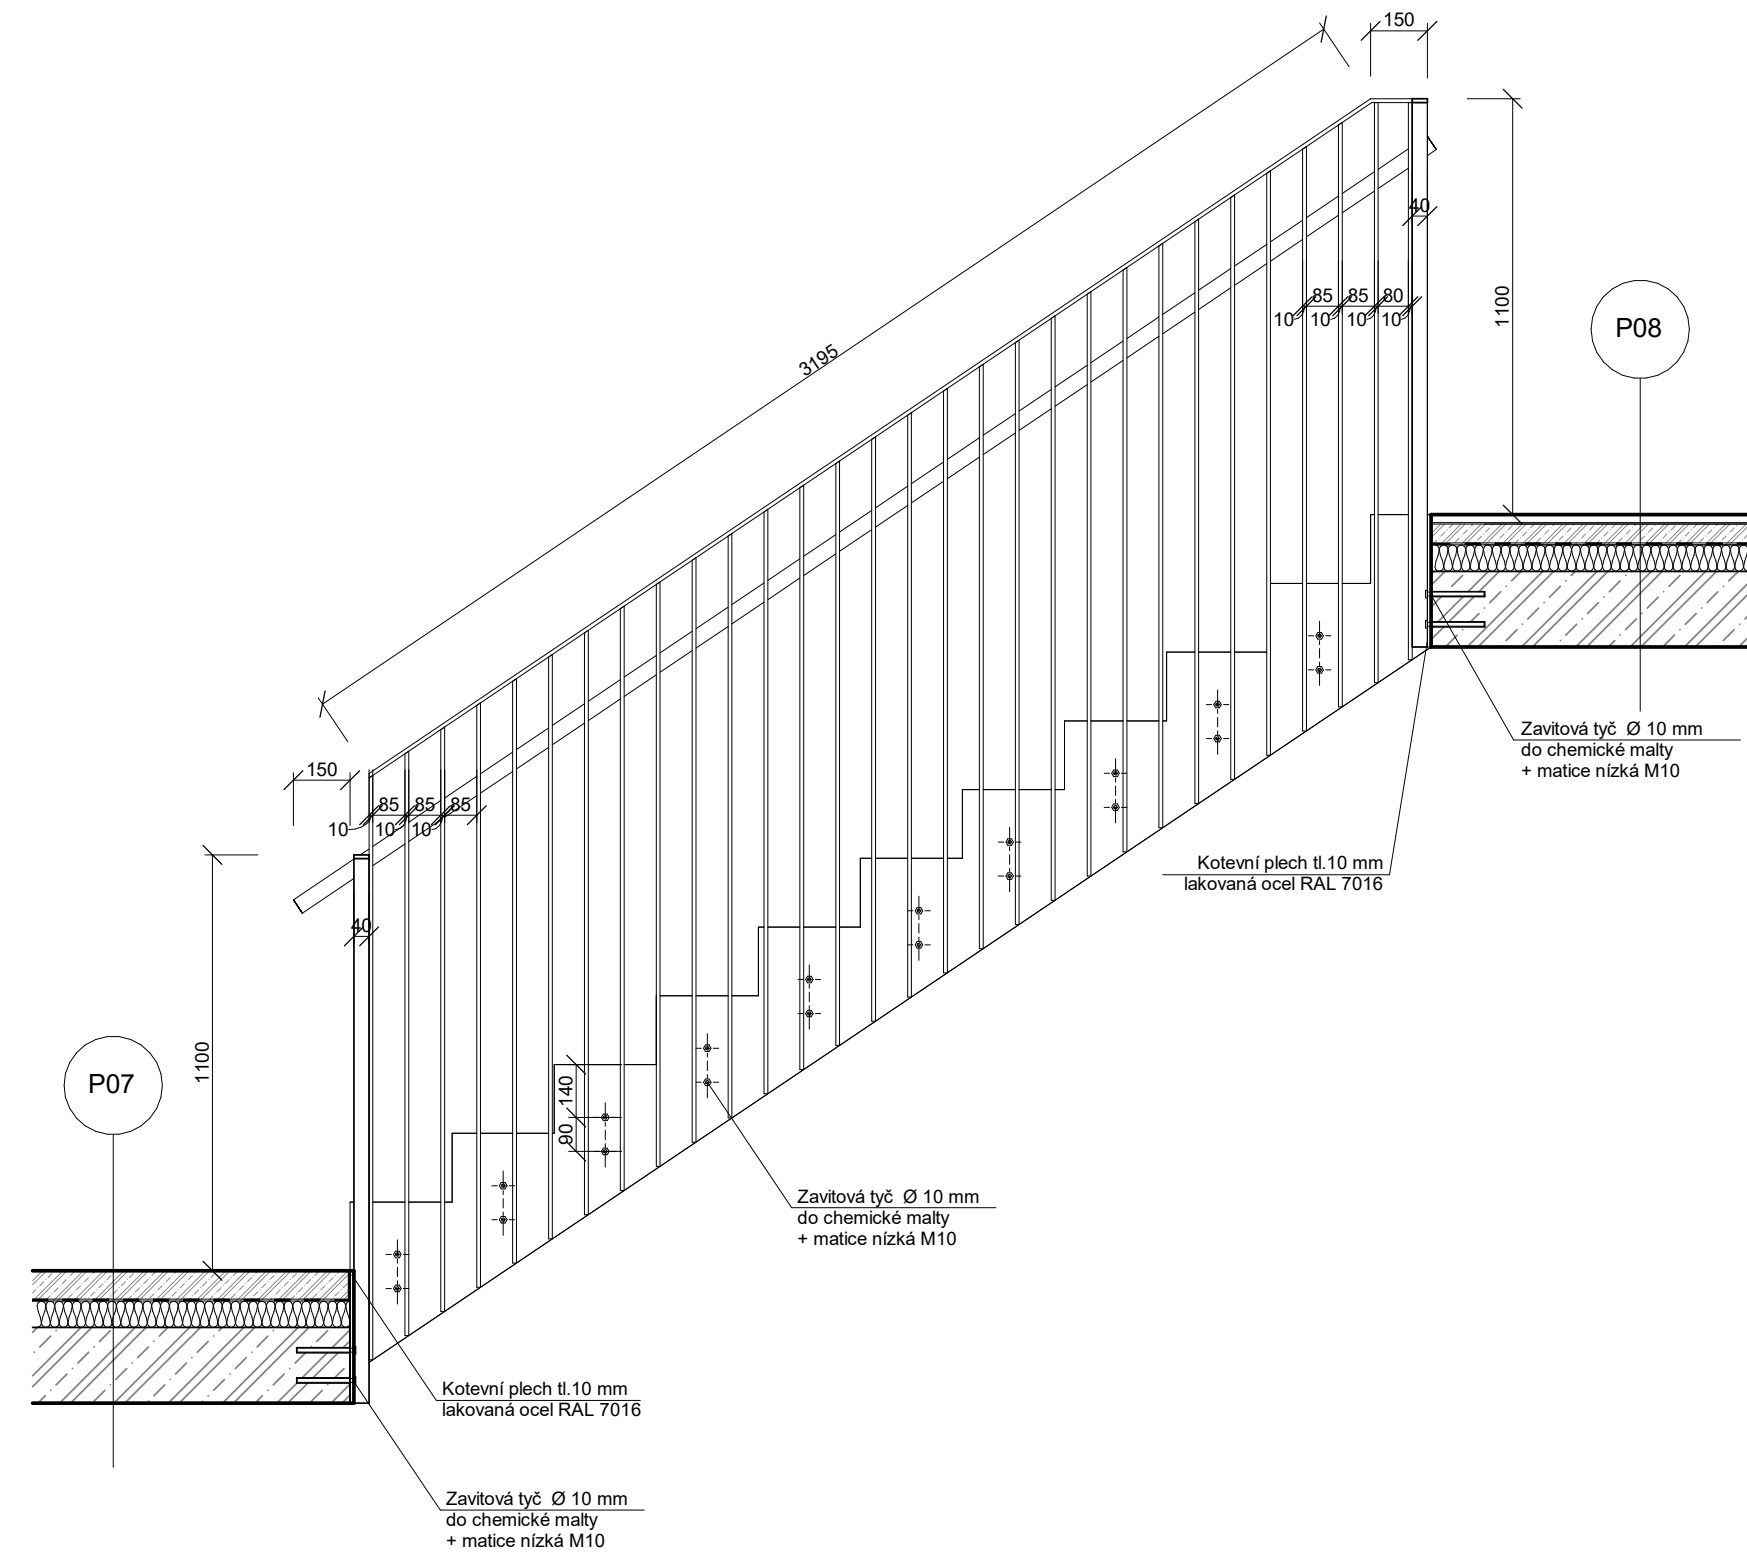 150
40
1100
85 85 80
10 10 10 10
P08
3195
Zavitová tyč Ø 10 mm
do chemické malty
+ matice nízká M10
150
85 85 85
10 10 10
Kotevní plech tl.10 mm
lakovaná ocel RAL 7016
40
1100
P07
140
90
Zavitová tyč Ø 10 mm
do chemické malty
+ matice nízká M10
Kotevní plech tl.10 mm
lakovaná ocel RAL 7016
Zavitová tyč Ø 10 mm
do chemické malty
+ matice nízká M10